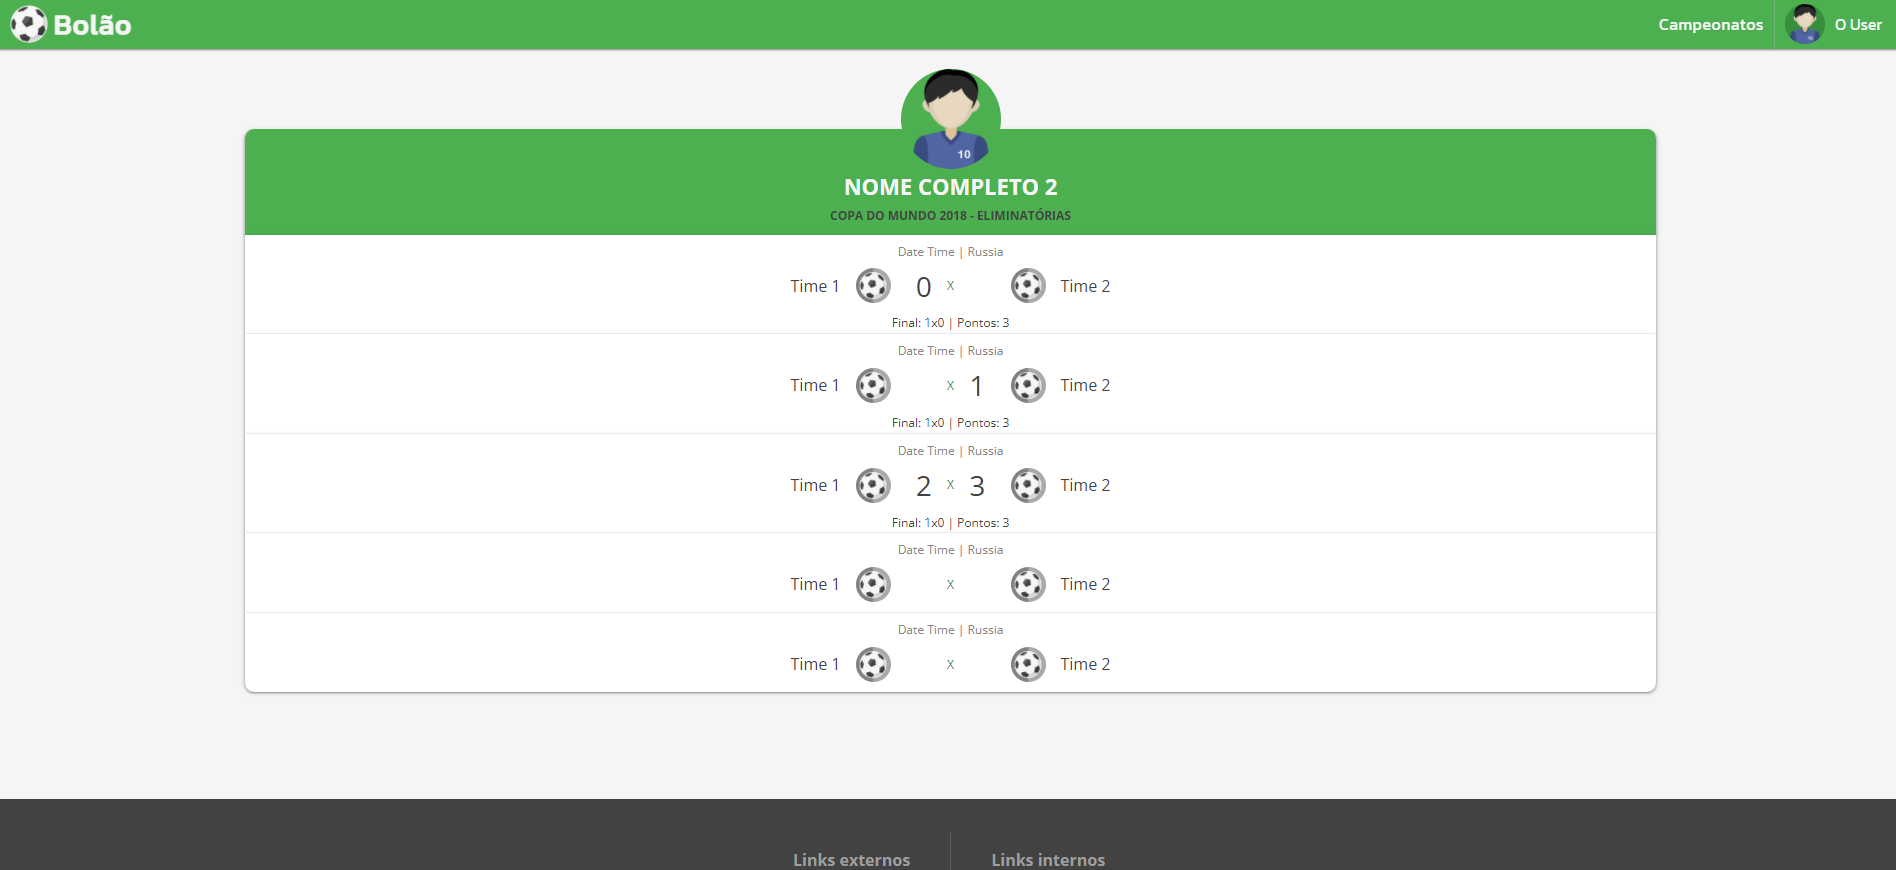 Bolão
Campeonatos
O User
10
NOME COMPLETO 2
COPA DO MUNDO 2018 - ELIMINATÓRIAS
Date Time | Russia
Time 1 0 X Time 2
Final: 1x0 | Pontos: 3
Date Time | Russia
Time 1 X 1 Time 2
Final: 1x0 | Pontos: 3
Date Time | Russia
Time 1 2 X 3 Time 2
Final: 1x0 | Pontos: 3
Date Time | Russia
Time 1 X Time 2
Date Time | Russia
Time 1 X Time 2
Links externos
Links internos